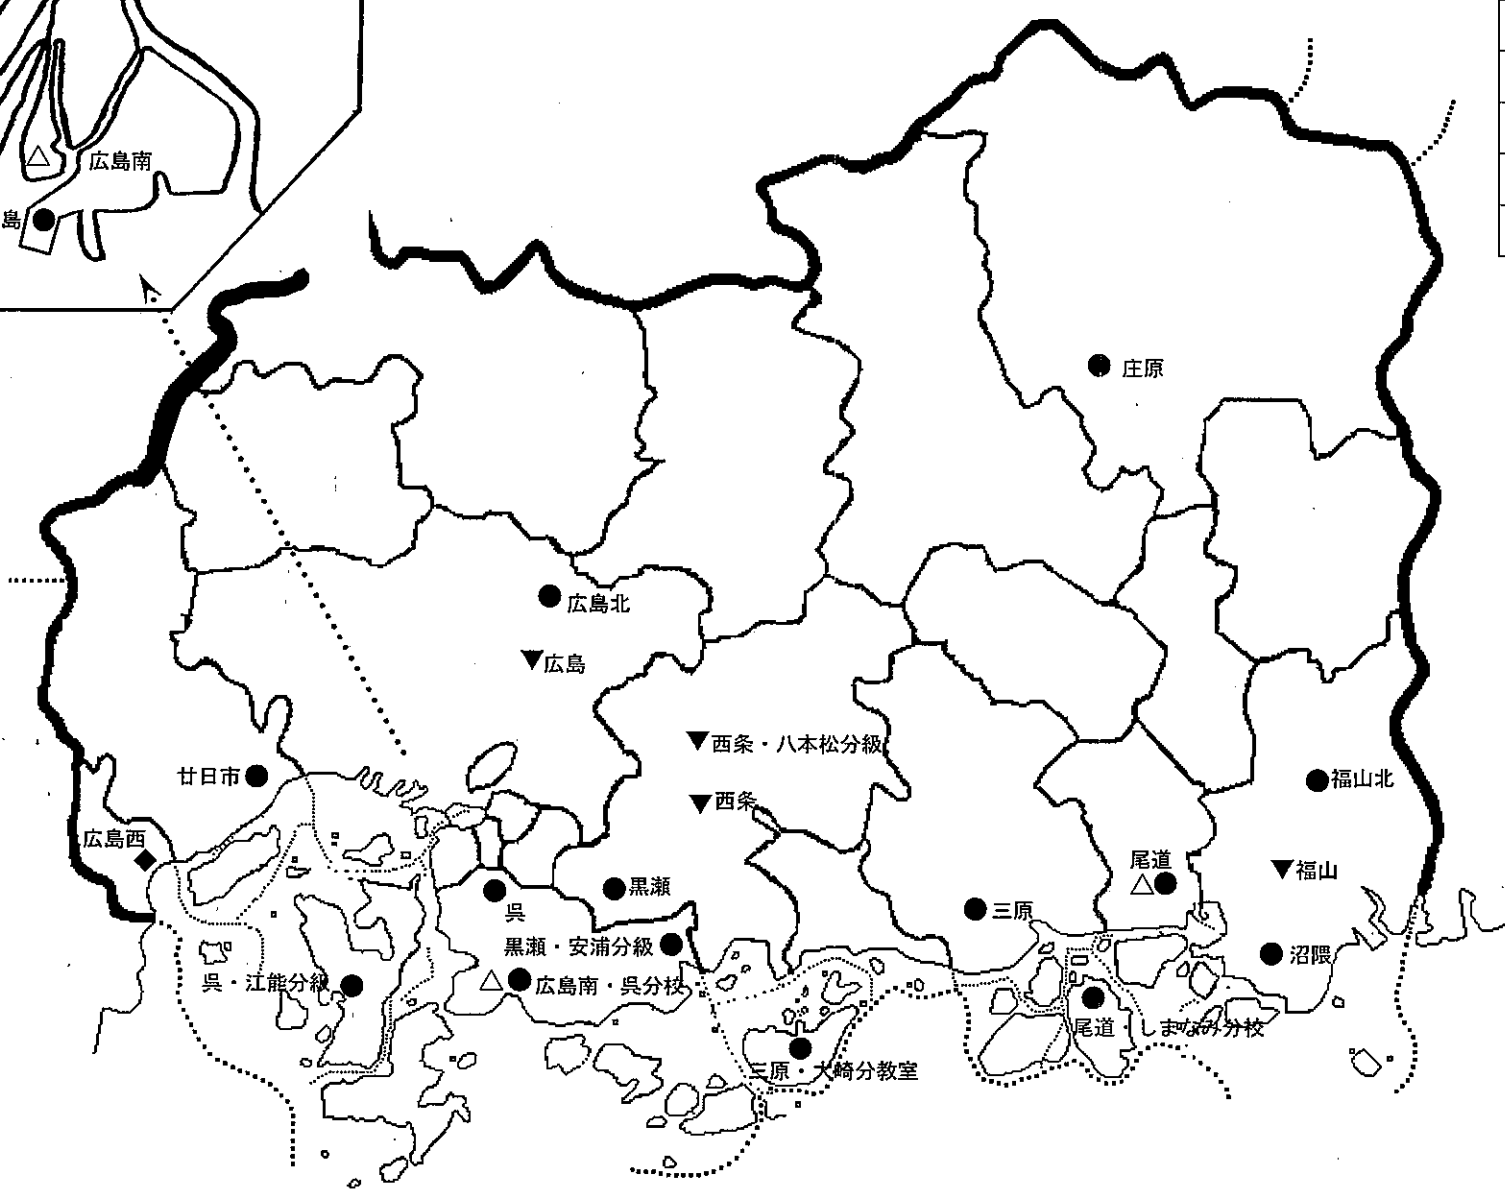 広島南
島
庄原
広島北
広島
西条・八本松分級
廿日市
福山北
西条
広島西
尾道
福山
黒瀬
呉
三原
黒瀬・安浦分級
沼隈
呉・江能分級
広島南・呉分校
尾道・しまなみ分校
三原・大崎分教室